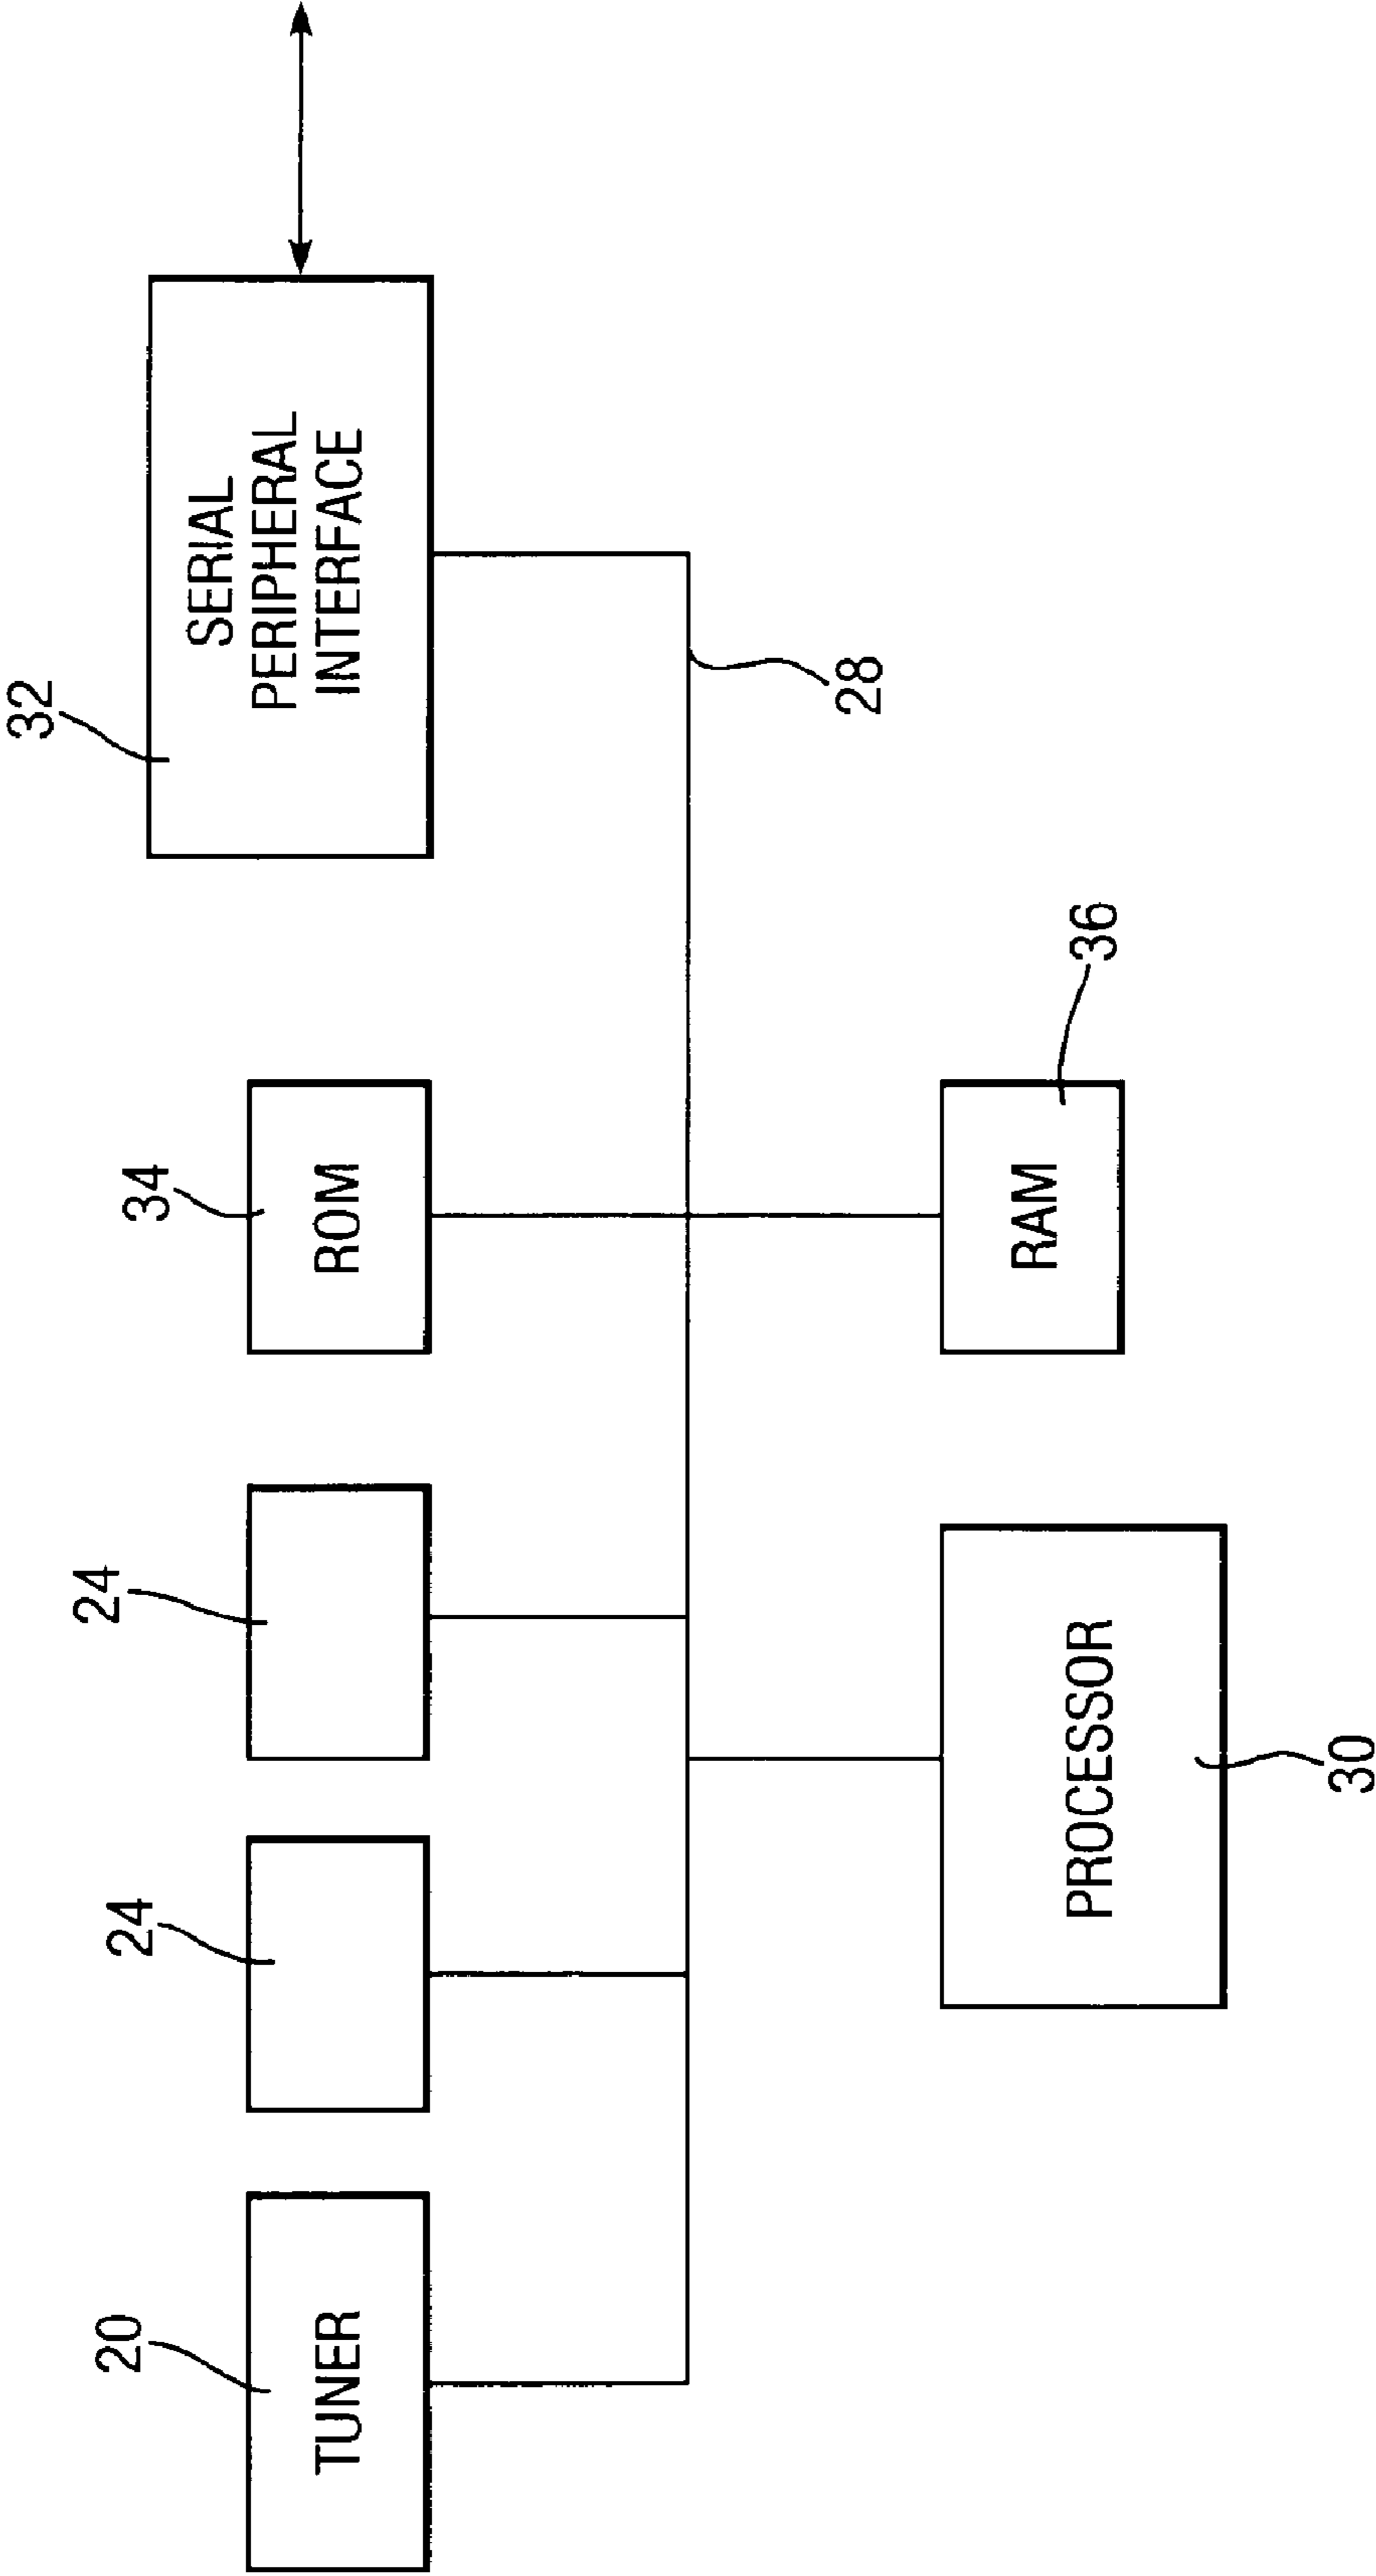 20
TUNER
24
24
34
ROM
32
SERIAL
PERIPHERAL
INTERFACE
28
PROCESSOR
30
RAM
36